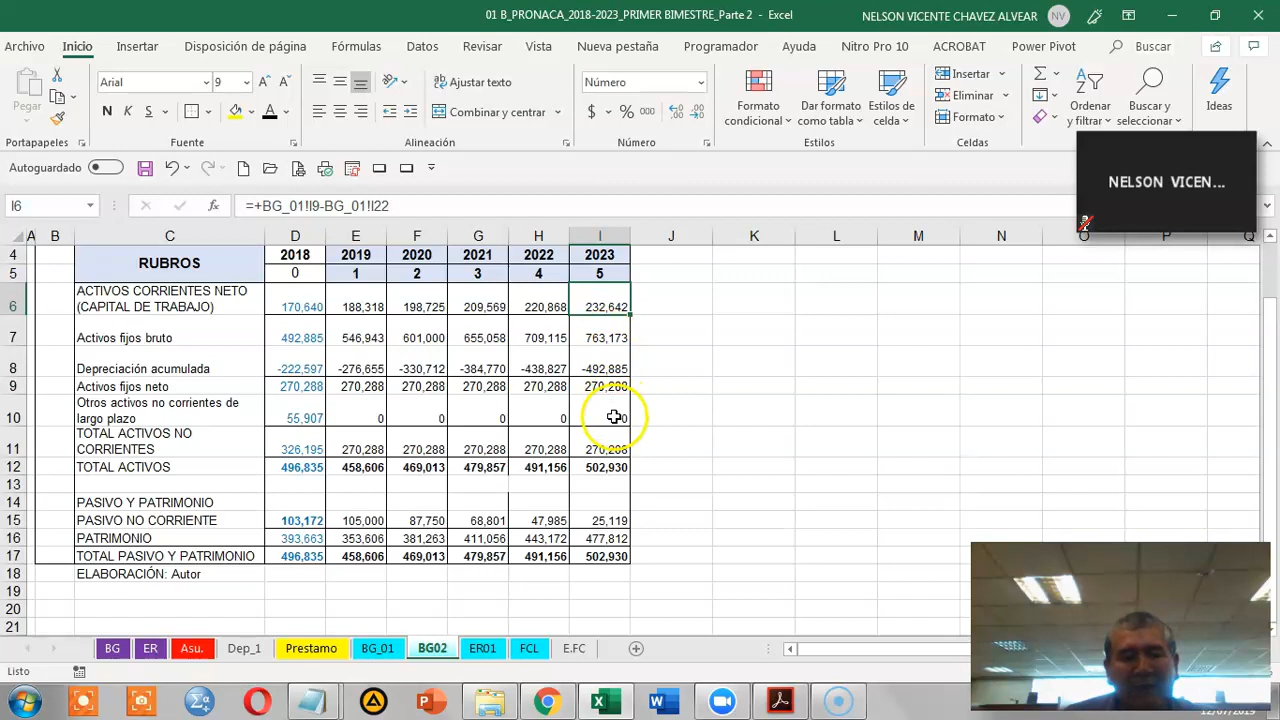 01 B_PRONACA_2018-2023_PRIMER BIMESTRE_Parte 2 - Excel
NELSON VICENTE CHAVEZ ALVEAR
NV
Archivo Inicio Insertar Disposición de página Fórmulas Datos Revisar Vista Nueva pestaña Programador Ayuda Nitro Pro 10 ACROBAT Power Pivot Buscar
Pegar
Arial 9
N K S
Ajustar texto
Combinar y centrar
Número
$ % 000
Formato condicional
Dar formato como tabla
Estilos de celda
Insertar
Eliminar
Formato
Ordenar y filtrar
Buscar y seleccionar
Ideas
Portapapeles Fuente Alineación Número Estilos Celdas
Autoguardado
NELSON VICEN...
I6 fx =+BG_01!I9-BG_01!I22
A B C D E F G H I J K L M N O P Q
4 RUBROS 2018 2019 2020 2021 2022 2023
5 0 1 2 3 4 5
ACTIVOS CORRIENTES NETO
6 (CAPITAL DE TRABAJO) 170,640 188,318 198,725 209,569 220,868 232,642
7 Activos fijos bruto 492,885 546,943 601,000 655,058 709,115 763,173
8 Depreciación acumulada -222,597 -276,655 -330,712 -384,770 -438,827 -492,885
9 Activos fijos neto 270,288 270,288 270,288 270,288 270,288 270,288
Otros activos no corrientes de
10 largo plazo 55,907 0 0 0 0 0
TOTAL ACTIVOS NO
11 CORRIENTES 326,195 270,288 270,288 270,288 270,288 270,288
12 TOTAL ACTIVOS 496,835 458,606 469,013 479,857 491,156 502,930
13
14 PASIVO Y PATRIMONIO
15 PASIVO NO CORRIENTE 103,172 105,000 87,750 68,801 47,985 25,119
16 PATRIMONIO 393,663 353,606 381,263 411,056 443,172 477,812
17 TOTAL PASIVO Y PATRIMONIO 496,835 458,606 469,013 479,857 491,156 502,930
18 ELABORACIÓN: Autor
19
20
21
BG ER Asu. Dep_1 Prestamo BG_01 BG02 ER01 FCL E.FC
Listo